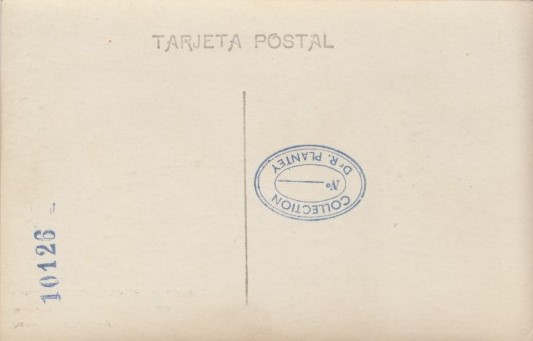 TARJETA POSTAL
COLLECTION
Dr R. PLANTEY
No
10126